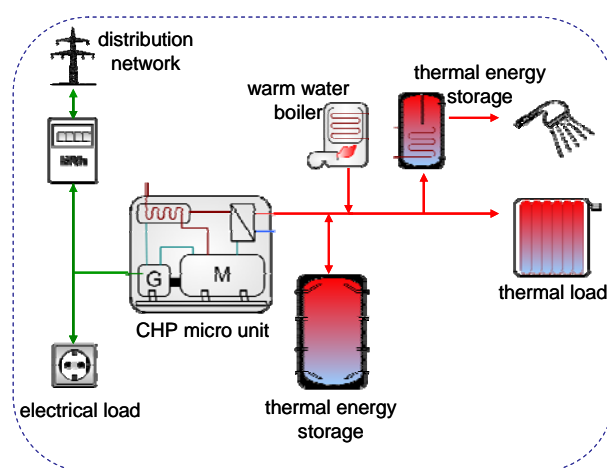 distribution
network
thermal energy
storage
warm water
boiler
G
M
CHP micro unit
thermal load
electrical load
thermal energy
storage